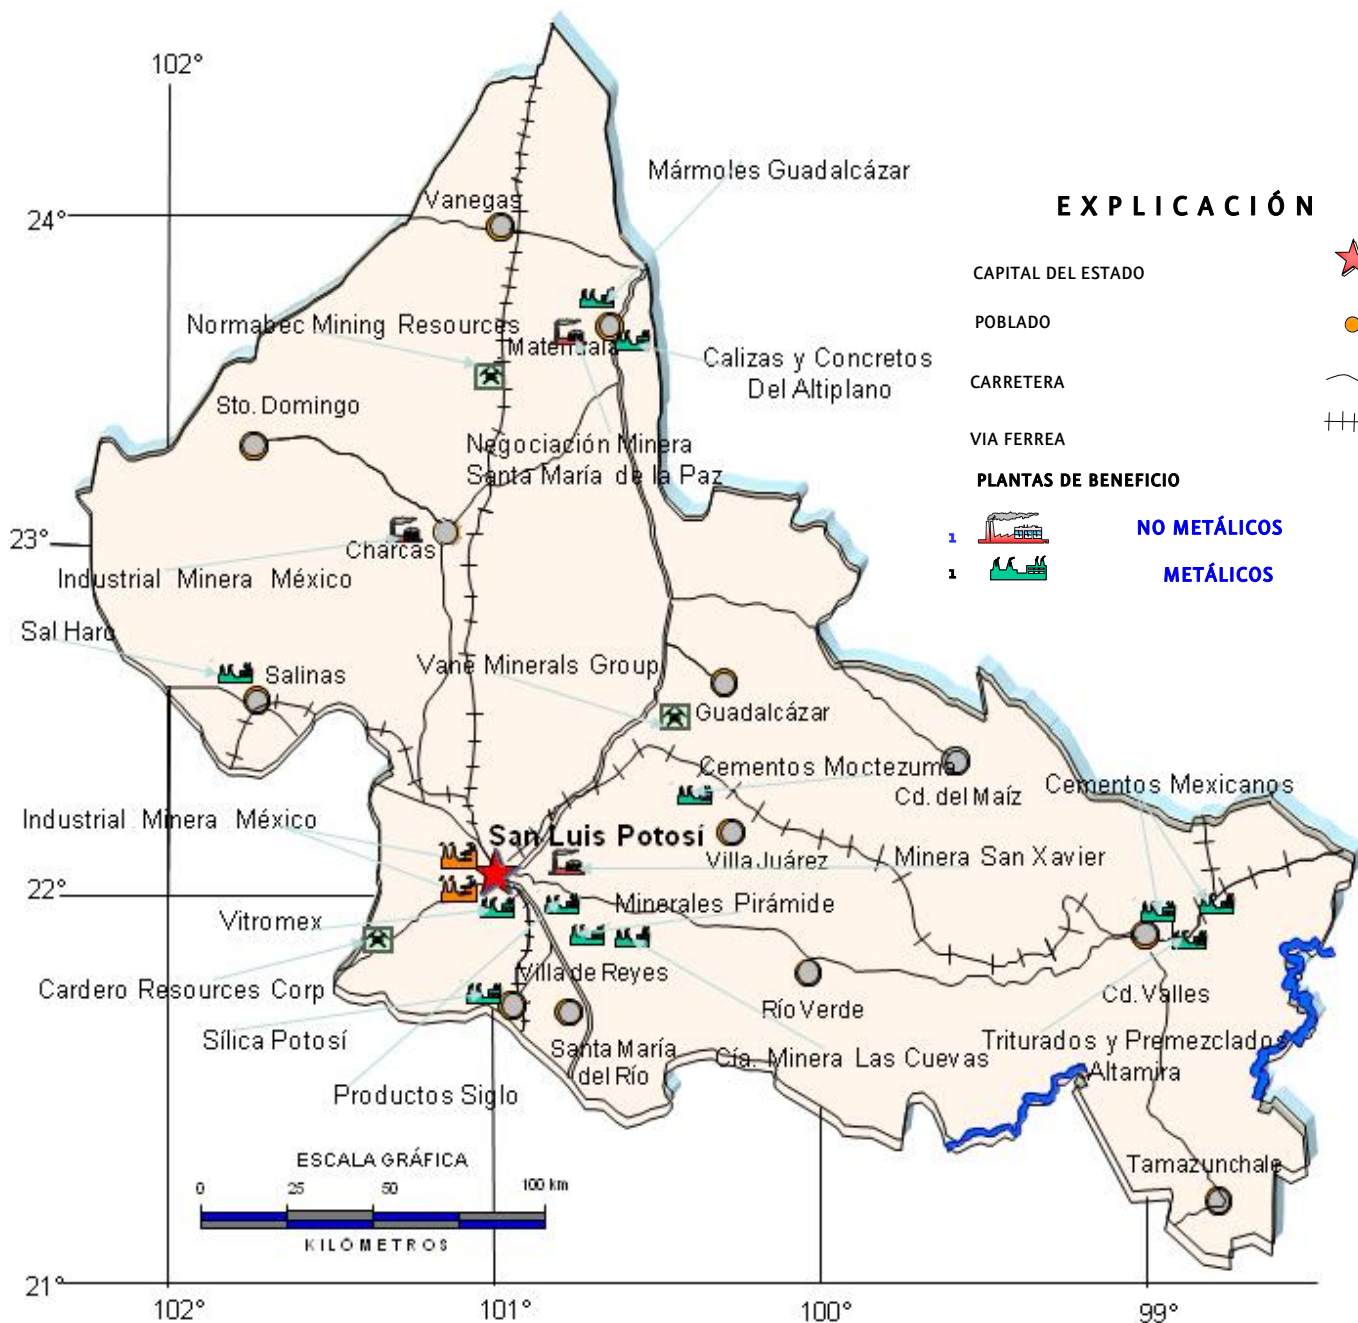 102°
Mármoles Guadalcázar
EXPLICACIÓN
Vanegas
24°
CAPITAL DEL ESTADO
POBLADO
Normabec Mining Resources
Matehuala
Calizas y Concretos
Del Altiplano
CARRETERA
Sto. Domingo
VIA FERREA
Negociación Minera
Santa María de la Paz
PLANTAS DE BENEFICIO
1 NO METÁLICOS
23°
Charcas
1 METÁLICOS
Industrial Minera México
Sal Haro
Salinas
Vane Minerals Group
Guadalcázar
Cementos Moctezuma
Cd. del Maíz
Cementos Mexicanos
Industrial Minera México
San Luis Potosí
Villa Juárez
Minera San Xavier
22°
Vitromex
Minerales Pirámide
Cardero Resources Corp
Villa de Reyes
Río Verde
Cd. Valles
Sílica Potosí
Santa María
del Río
Cía. Minera Las Cuevas
Triturados y Premezclados
Altamira
Productos Siglo
ESCALA GRÁFICA
0 25 50 100 km
KILOMETROS
Tamazunchale
21°
102° 101° 100° 99°